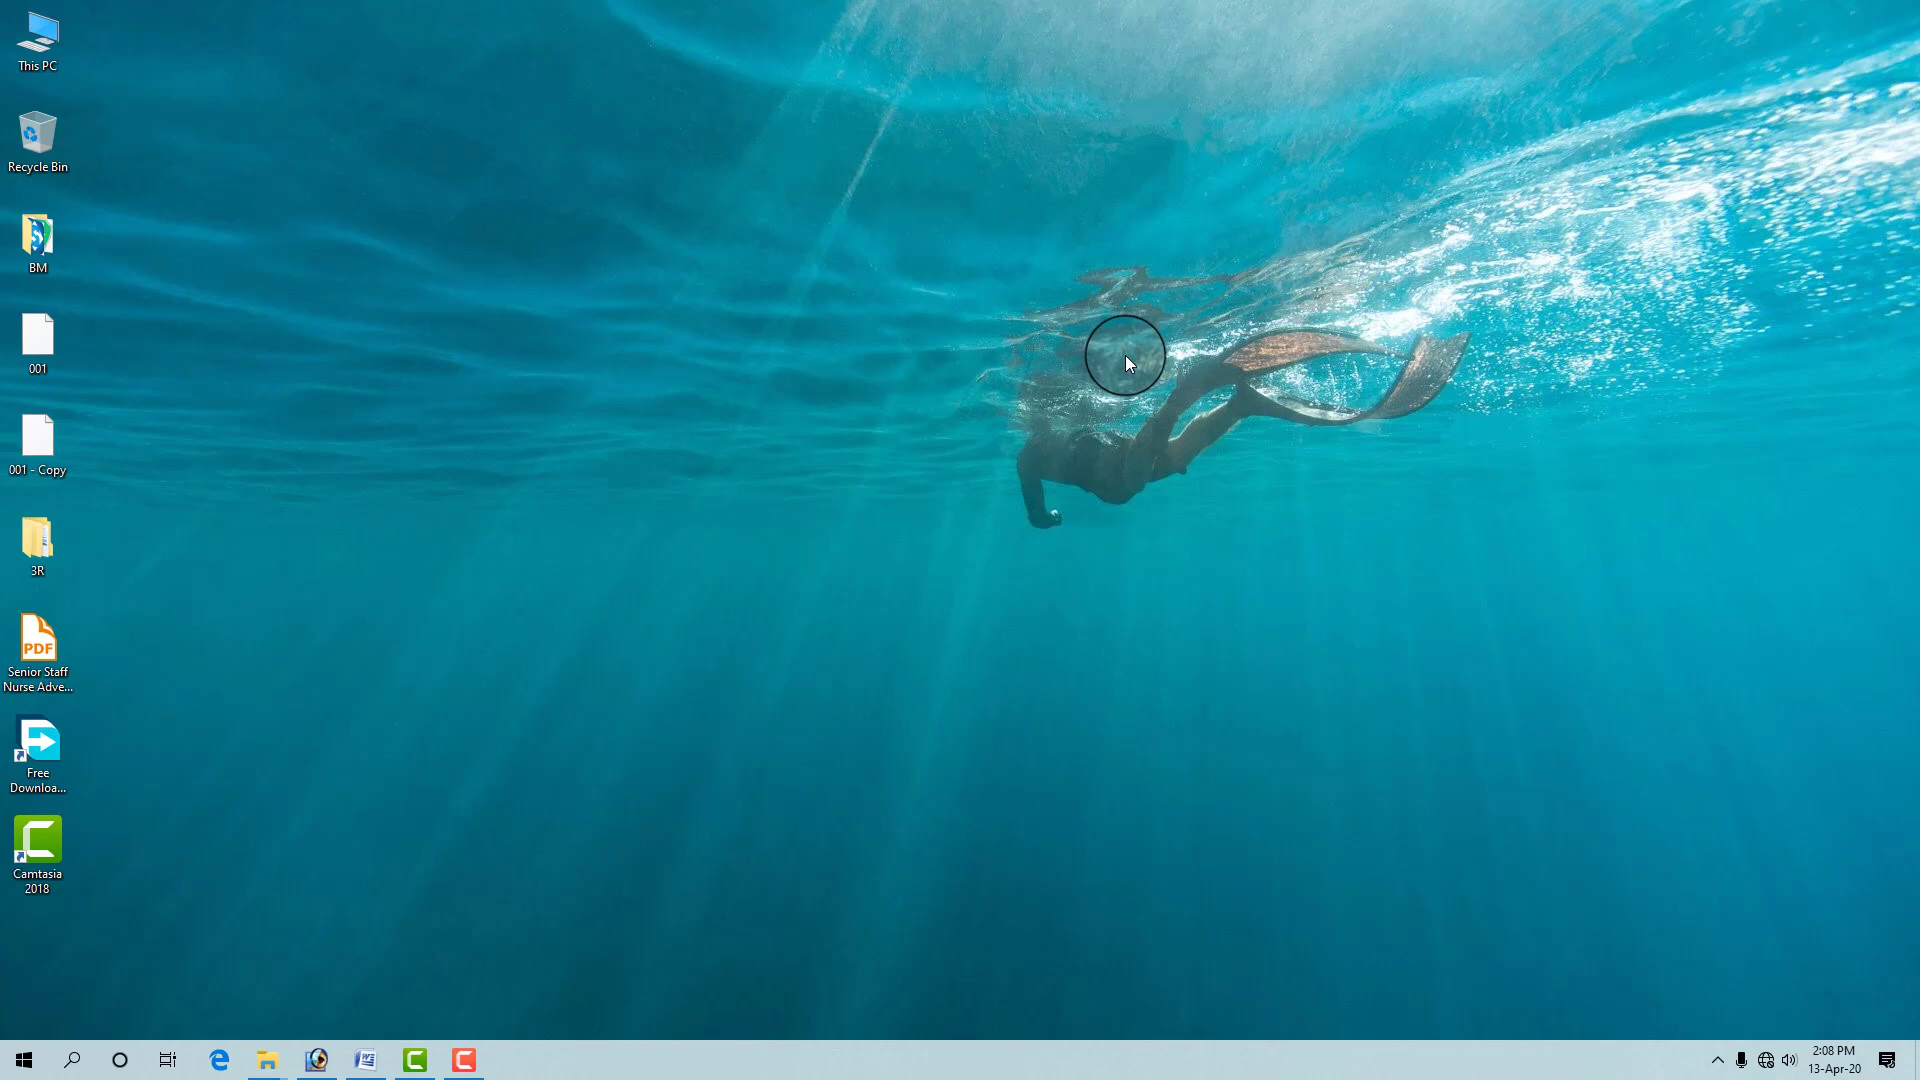 This PC
Recycle Bin
BM
001
001 - Copy
3R
PDF
Senior Staff
Nurse Adve...
Free
Downloa...
Camtasia
2018
2:08 PM
13-Apr-20